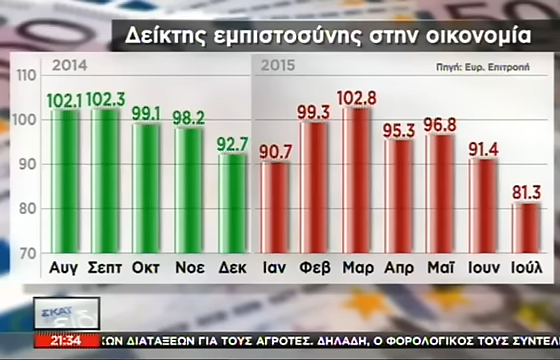 Δείκτης εμπιστοσύνης στην οικονομία
2014
2015
Πηγή: Ευρ. Επιτροπή
110
100
90
80
70
102.1 102.3 99.1 98.2 92.7 90.7 99.3 102.8 95.3 96.8 91.4 81.3
Αυγ Σεπτ Οκτ Νοε Δεκ Ιαν Φεβ Μαρ Απρ Μαϊ Ιουν Ιούλ
ΣΚΑΪ
21:34 ΚΩΝ ΔΙΑΤΑΞΕΩΝ ΓΙΑ ΤΟΥΣ ΑΓΡΟΤΕΣ. ΔΗΛΑΔΗ, Ο ΦΟΡΟΛΟΓΙΚΟΣ ΤΟΥΣ ΣΥΝΤΕΛ